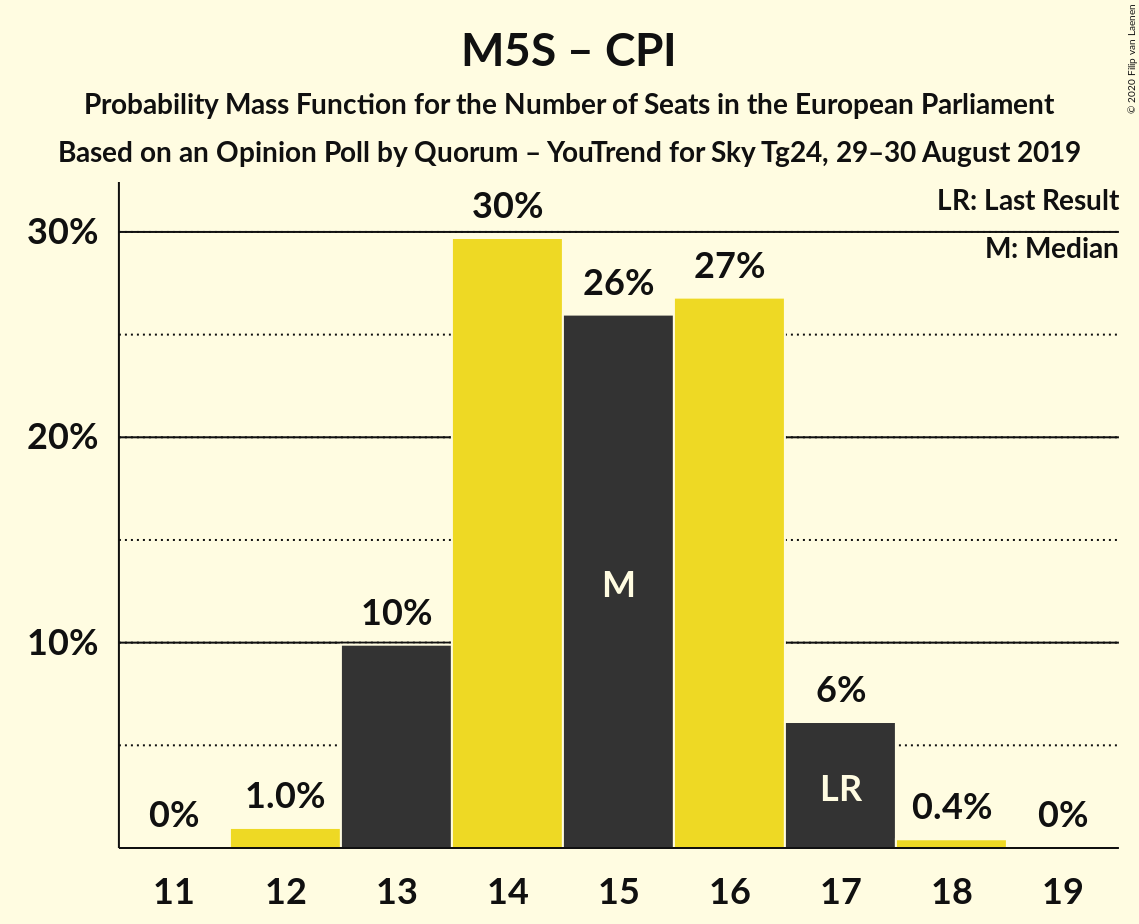 M5S – CPI
Probability Mass Function for the Number of Seats in the European Parliament
Based on an Opinion Poll by Quorum – YouTrend for Sky Tg24, 29–30 August 2019
© 2020 Filip van Laenen
LR: Last Result
M: Median
30%
20%
10%
0%
1.0%
10%
30%
26%
27%
6%
0.4%
0%
M
LR
11 12 13 14 15 16 17 18 19